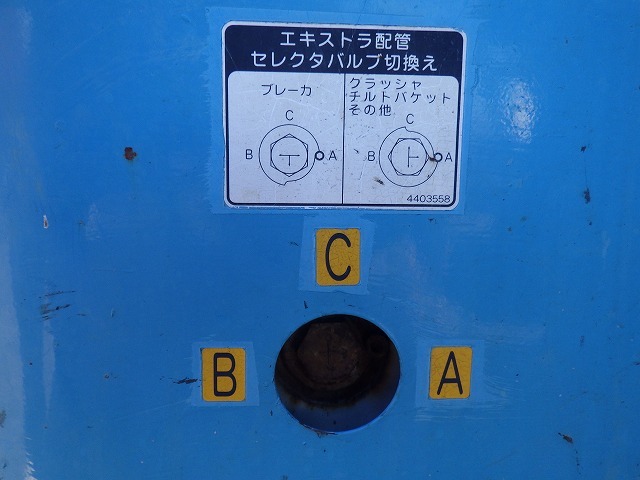 エキストラ配管
セレクタバルブ切換え
ブレーカ
C
B
A
クラッシャ
チルトバケット
その他
C
B
A
4403558
C
B
A